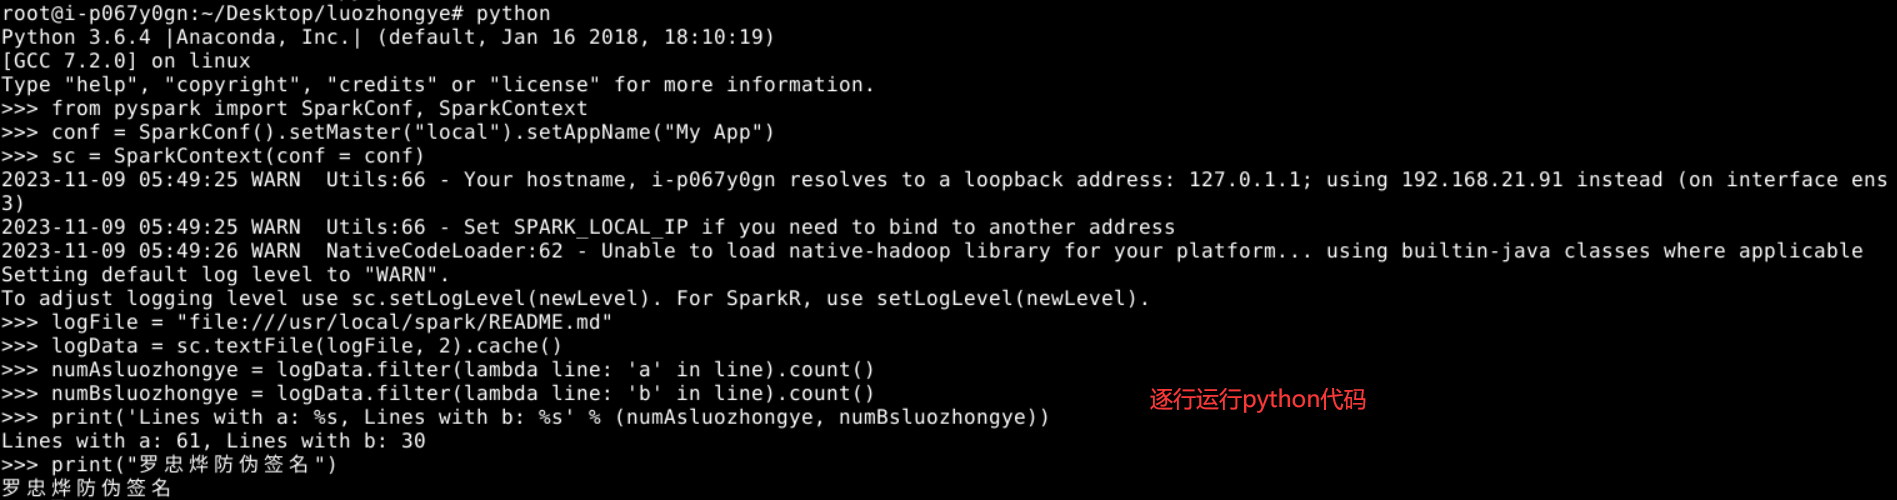 root@i-p067y0gn:~/Desktop/luozhongye# python
Python 3.6.4 |Anaconda, Inc.| (default, Jan 16 2018, 18:10:19)
[GCC 7.2.0] on linux
Type "help", "copyright", "credits" or "license" for more information.
>>> from pyspark import SparkConf, SparkContext
>>> conf = SparkConf().setMaster("local").setAppName("My App")
>>> sc = SparkContext(conf = conf)
2023-11-09 05:49:25 WARN  Utils:66 - Your hostname, i-p067y0gn resolves to a loopback address: 127.0.1.1; using 192.168.21.91 instead (on interface ens
3)
2023-11-09 05:49:25 WARN  Utils:66 - Set SPARK_LOCAL_IP if you need to bind to another address
2023-11-09 05:49:26 WARN  NativeCodeLoader:62 - Unable to load native-hadoop library for your platform... using builtin-java classes where applicable
Setting default log level to "WARN".
To adjust logging level use sc.setLogLevel(newLevel). For SparkR, use setLogLevel(newLevel).
>>> logFile = "file:///usr/local/spark/README.md"
>>> logData = sc.textFile(logFile, 2).cache()
>>> numAsluozhongye = logData.filter(lambda line: 'a' in line).count()
>>> numBsluozhongye = logData.filter(lambda line: 'b' in line).count()
逐行运行python代码
>>> print('Lines with a: %s, Lines with b: %s' % (numAsluozhongye, numBsluozhongye))
Lines with a: 61, Lines with b: 30
>>> print("罗忠烨防伪签名")
罗忠烨防伪签名